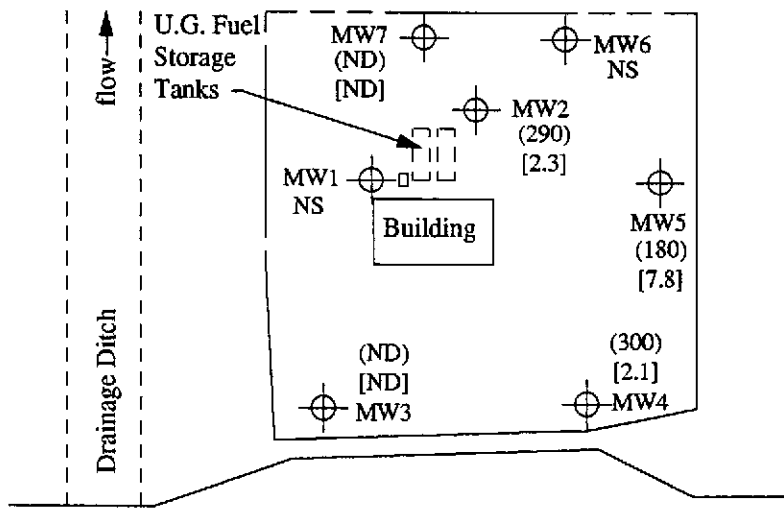 flow
Drainage Ditch
U.G. Fuel
Storage
Tanks
MW7
(ND)
[ND]
MW6
NS
MW2
(290)
[2.3]
MW1
NS
Building
MW5
(180)
[7.8]
(ND)
[ND]
MW3
(300)
[2.1]
MW4